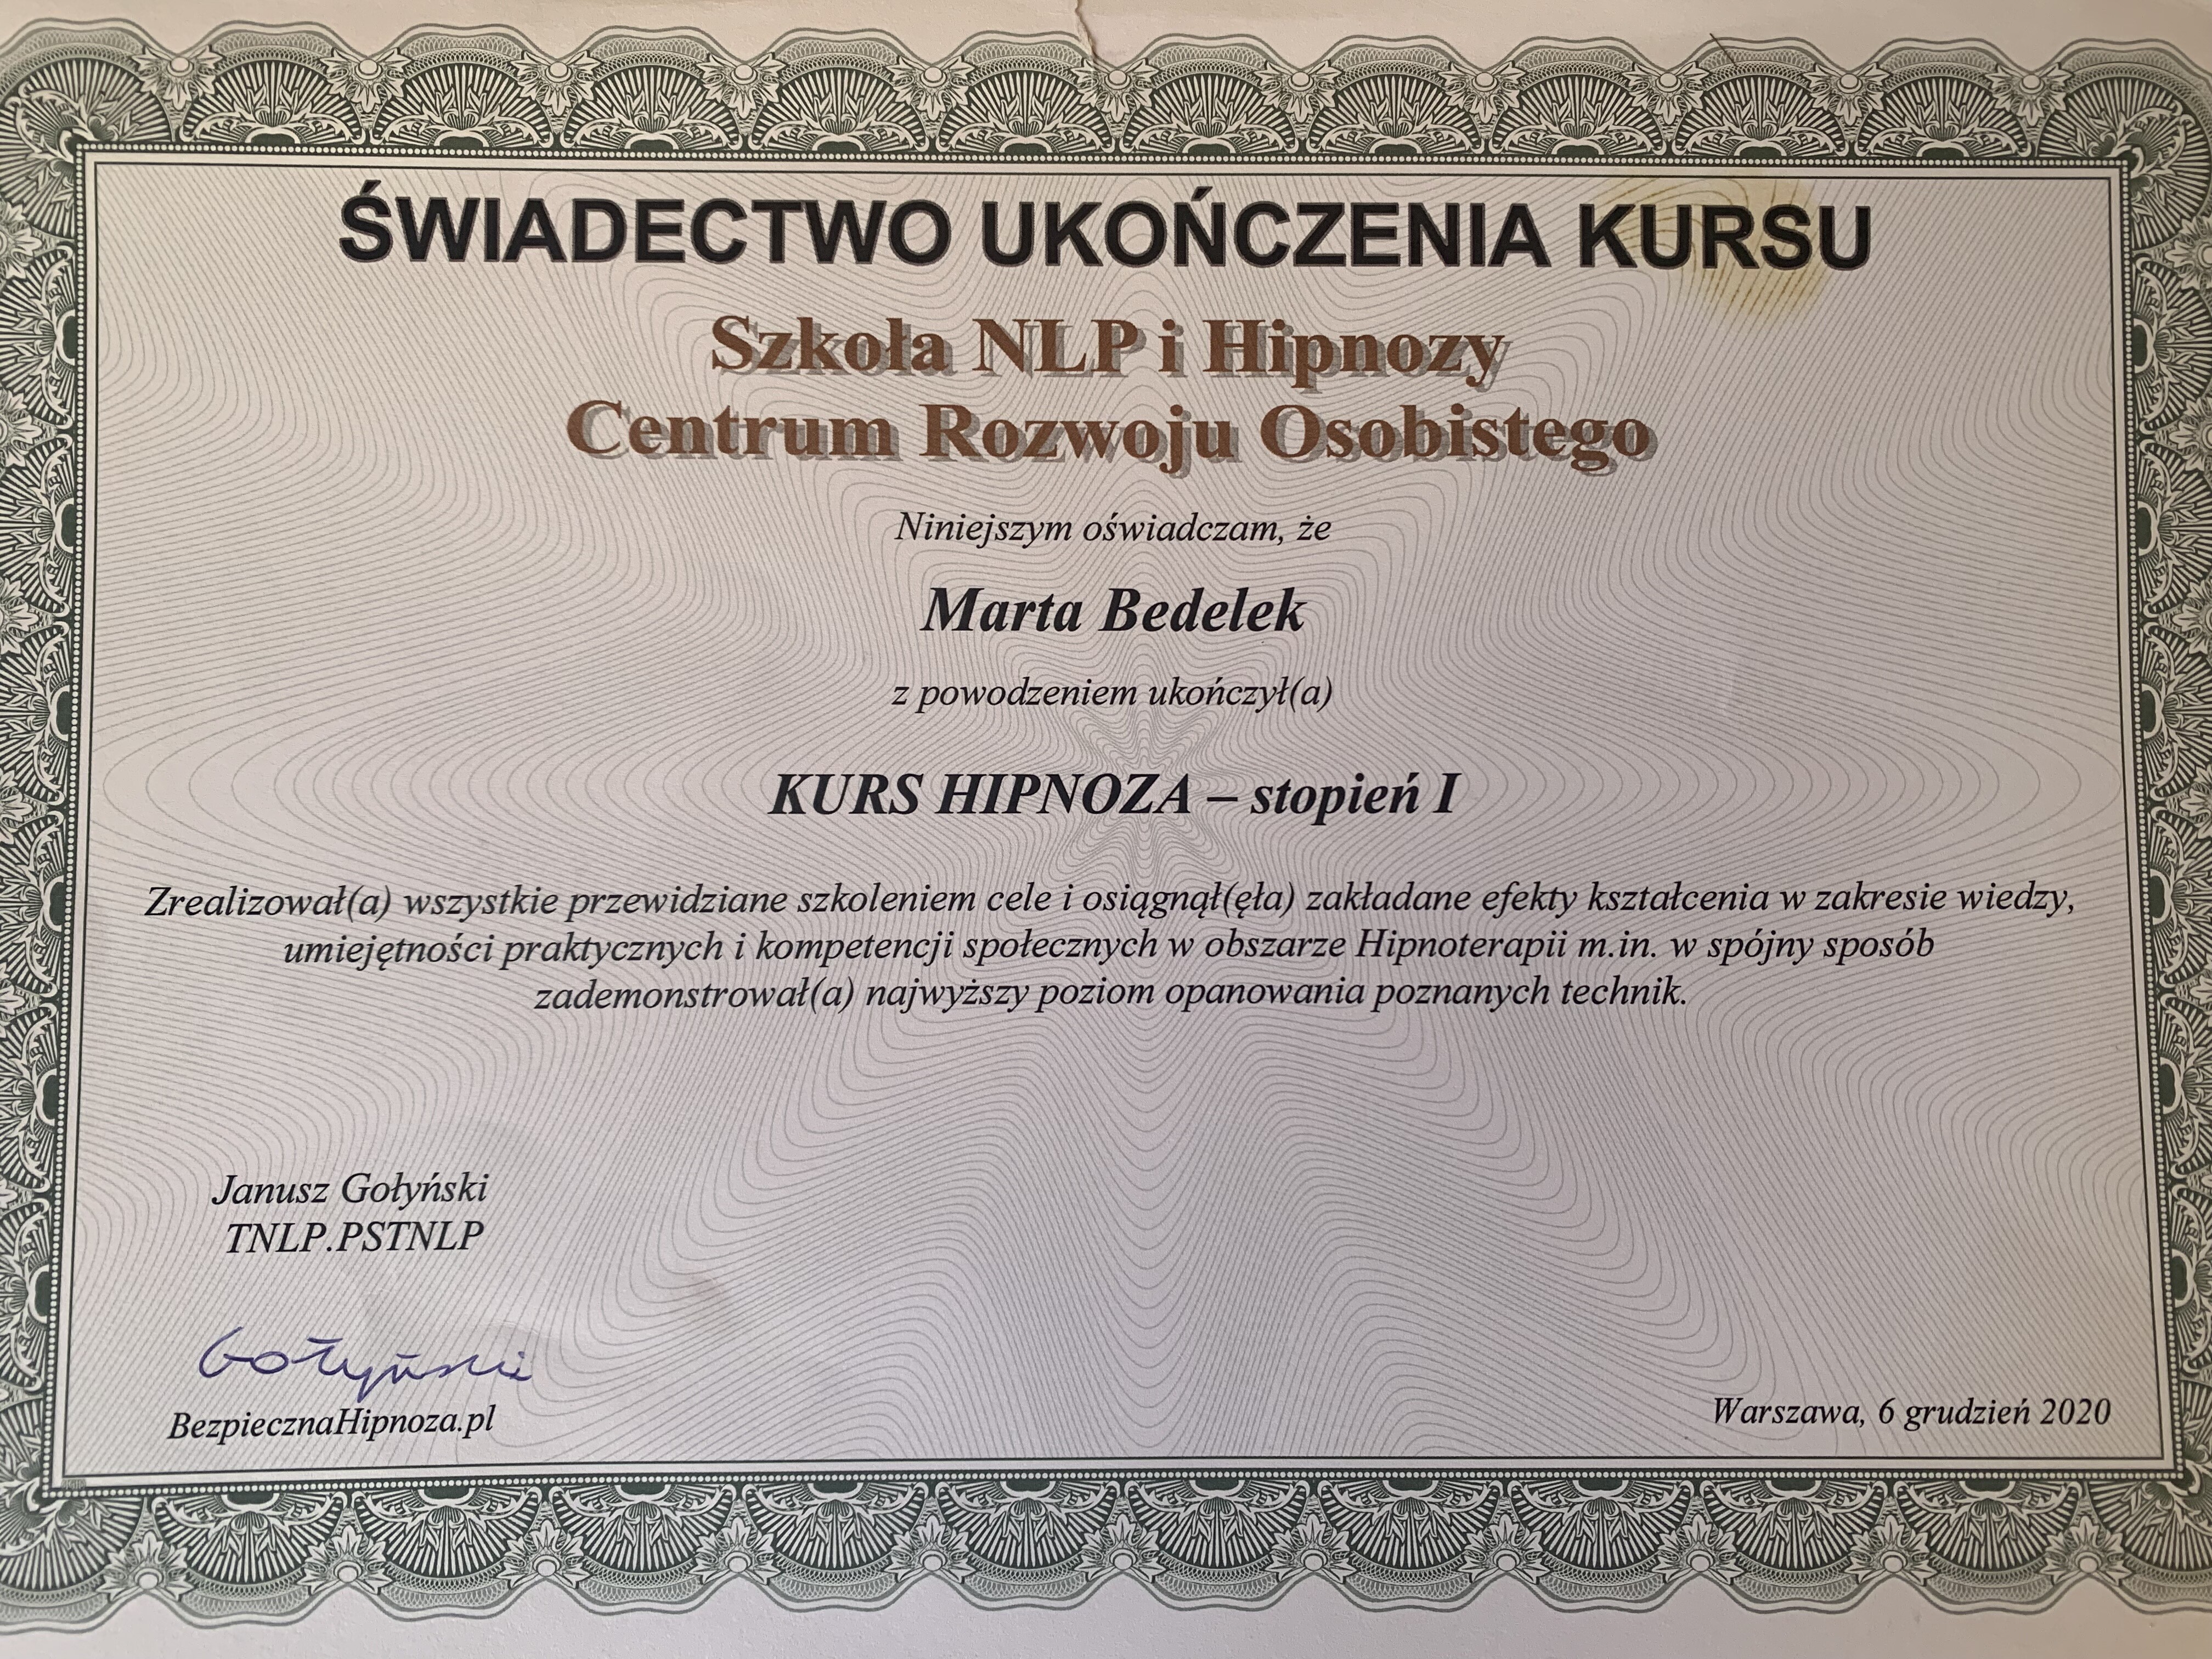 ŚWIADECTWO UKOŃCZENIA KURSU
Szkoła NLP i Hipnozy
Centrum Rozwoju Osobistego
Niniejszym oświadczam, że
Marta Bedelek
z powodzeniem ukończył(a)
KURS HIPNOZA – stopień I
Zrealizował(a) wszystkie przewidziane szkoleniem cele i osiągnął(ęła) zakładane efekty kształcenia w zakresie wiedzy,
umiejętności praktycznych i kompetencji społecznych w obszarze Hipnoterapii m.in. w spójny sposób
zademonstrował(a) najwyższy poziom opanowania poznanych technik.
Janusz Gołyński
TNLP.PSTNLP
Gołyński
BezpiecznaHipnoza.pl
Warszawa, 6 grudzień 2020